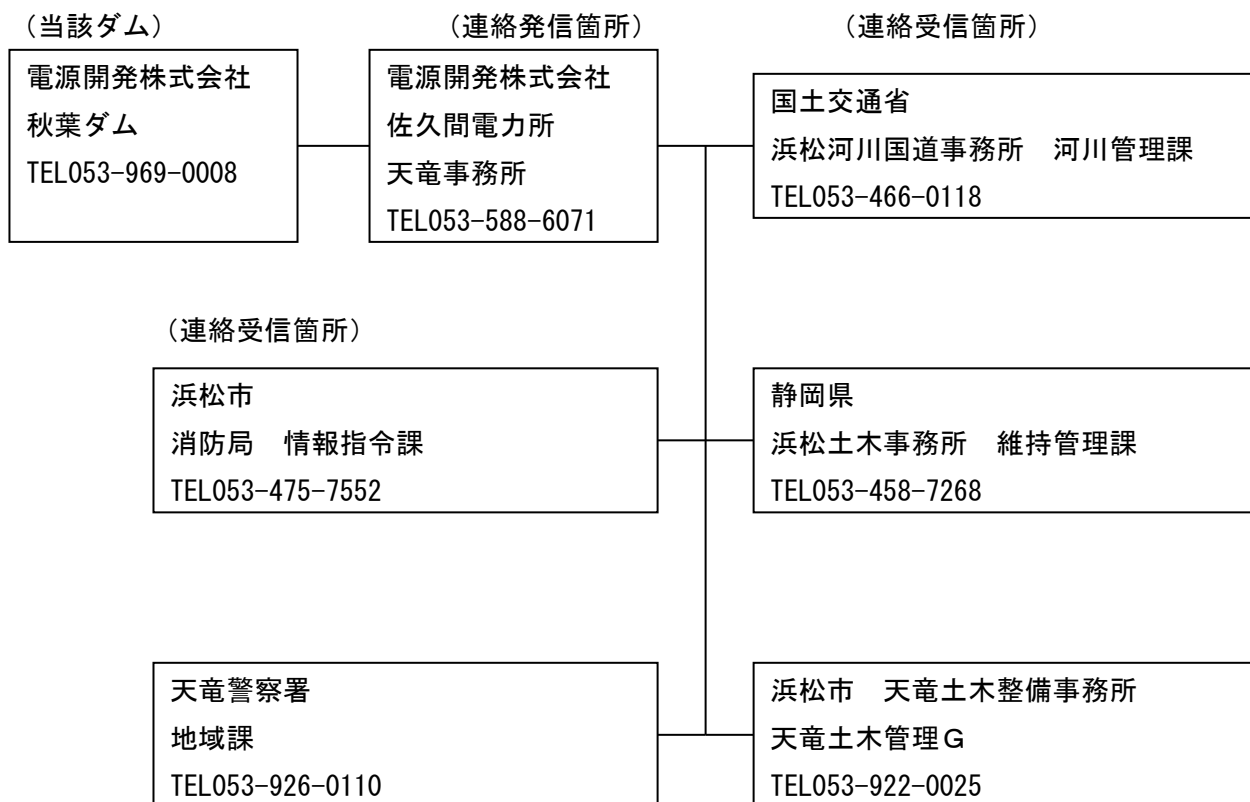 （当該ダム）
電源開発株式会社
秋葉ダム
TEL053-969-0008
（連絡発信箇所）
電源開発株式会社
佐久間電力所
天竜事務所
TEL053-588-6071
（連絡受信箇所）
国土交通省
浜松河川国道事務所　河川管理課
TEL053-466-0118
（連絡受信箇所）
浜松市
消防局　情報指令課
TEL053-475-7552
静岡県
浜松土木事務所　維持管理課
TEL053-458-7268
天竜警察署
地域課
TEL053-926-0110
浜松市　天竜土木整備事務所
天竜土木管理Ｇ
TEL053-922-0025